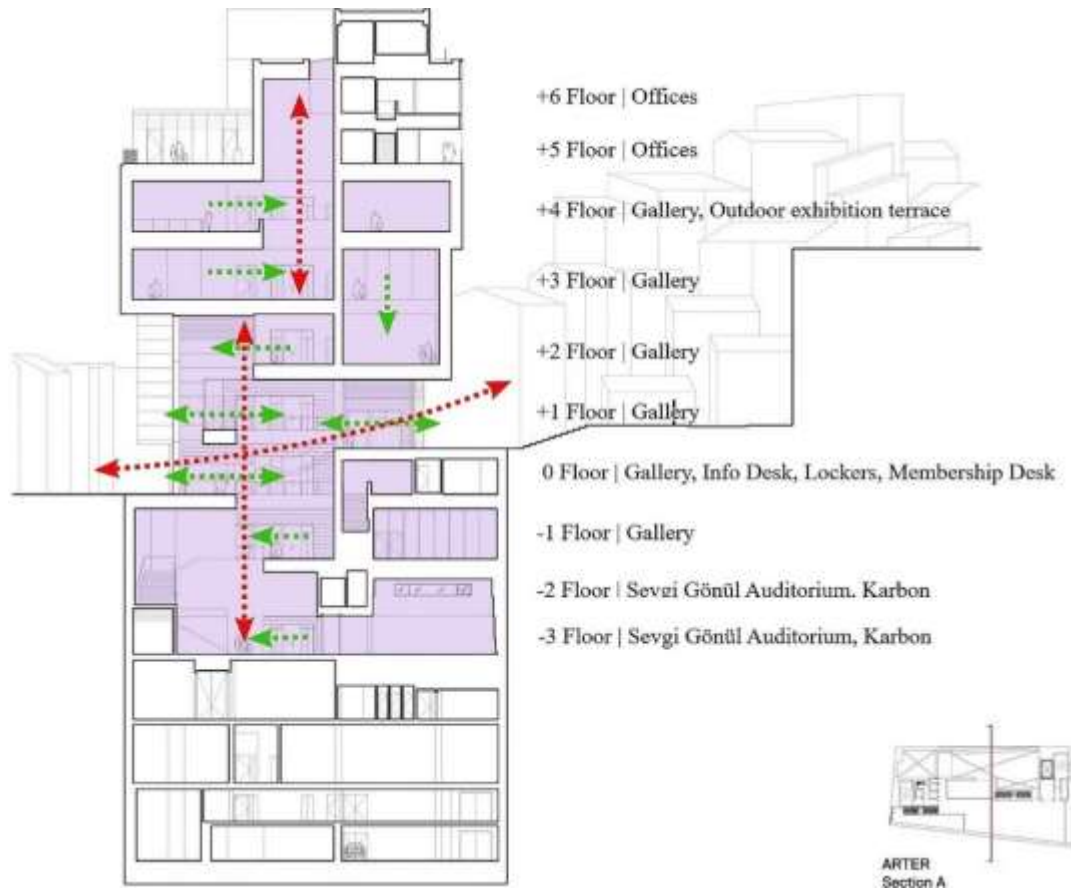 +6 Floor | Offices
+5 Floor | Offices
+4 Floor | Gallery, Outdoor exhibition terrace
+3 Floor | Gallery
+2 Floor | Gallery
+1 Floor | Gallery
0 Floor | Gallery, Info Desk, Lockers, Membership Desk
-1 Floor | Gallery
-2 Floor | Sevgi Gönül Auditorium. Karbon
-3 Floor | Sevgi Gönül Auditorium, Karbon
ARTER
Section A